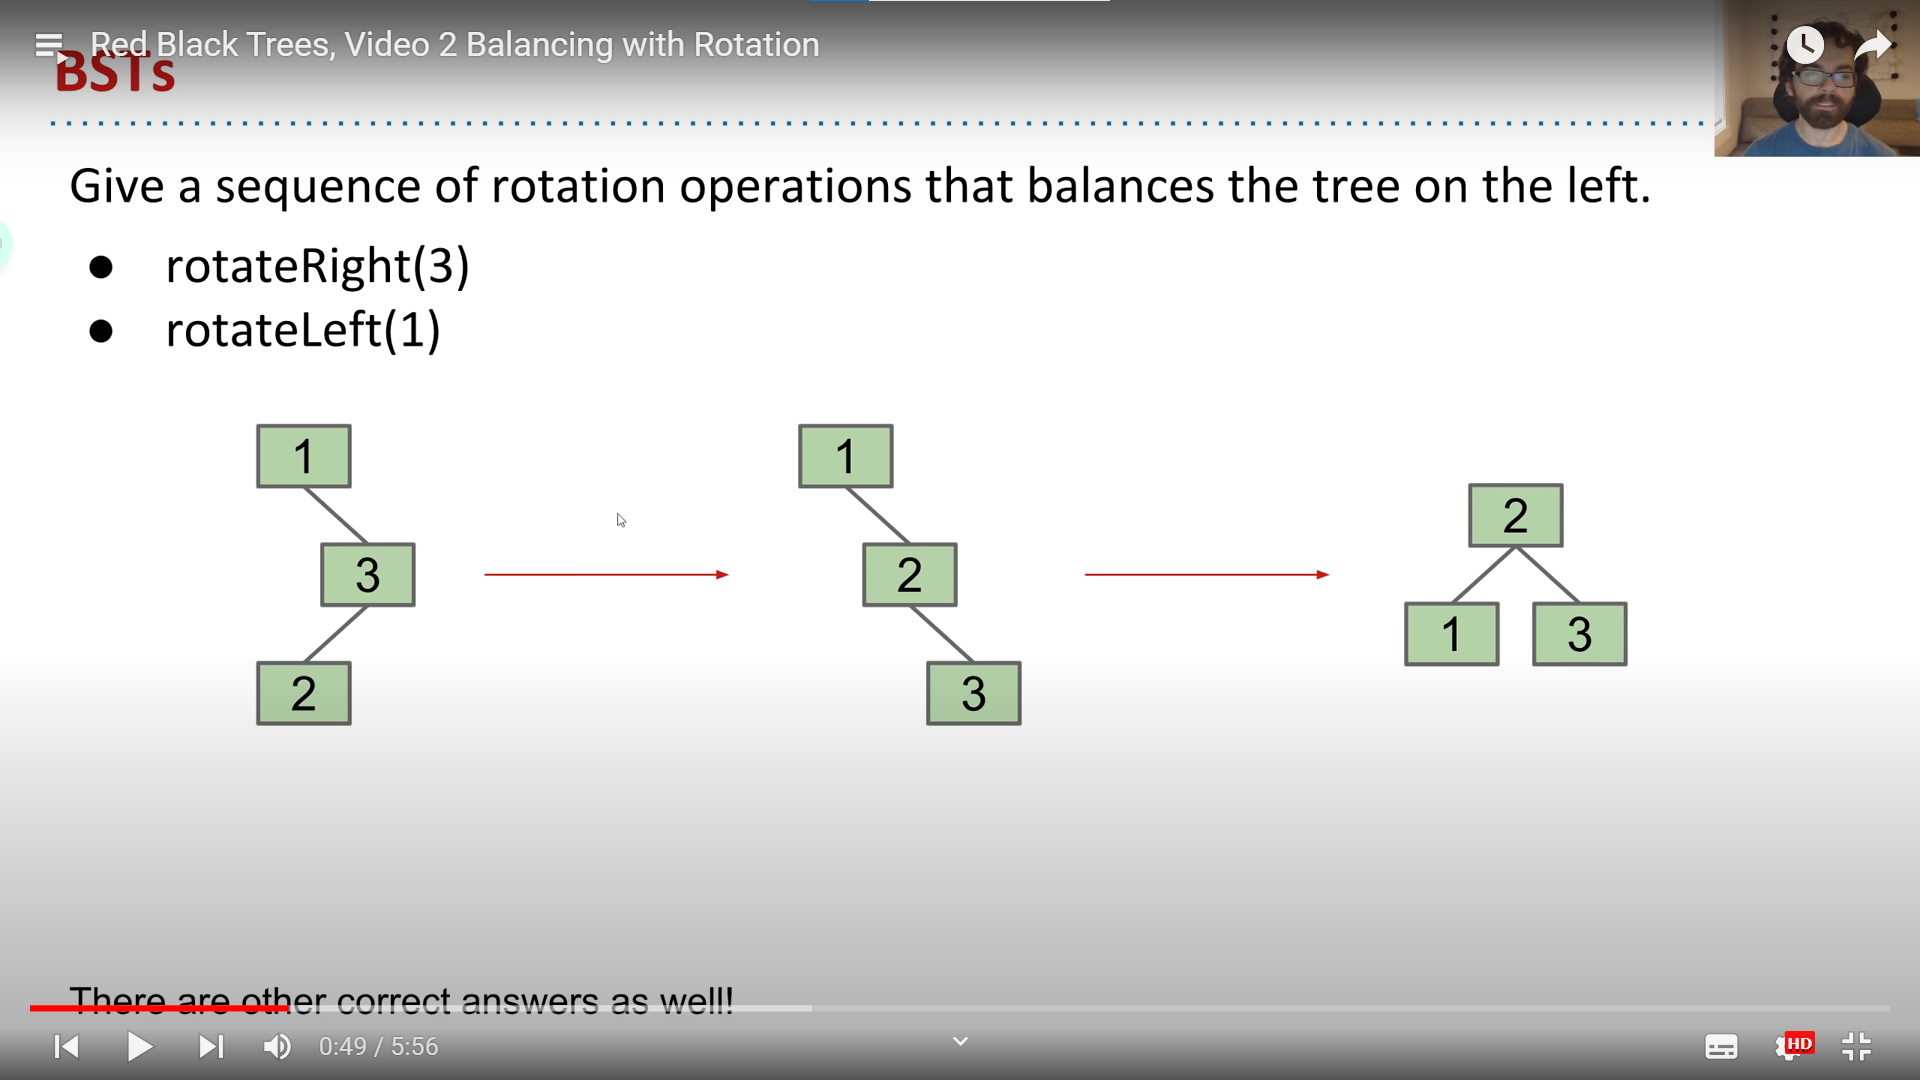 Red Black Trees, Video 2 Balancing with Rotation
BSTs
Give a sequence of rotation operations that balances the tree on the left.
● rotateRight(3)
● rotateLeft(1)
1
3
2
1
2
3
2
1 3
There are other correct answers as well!
0:49 / 5:56
HD